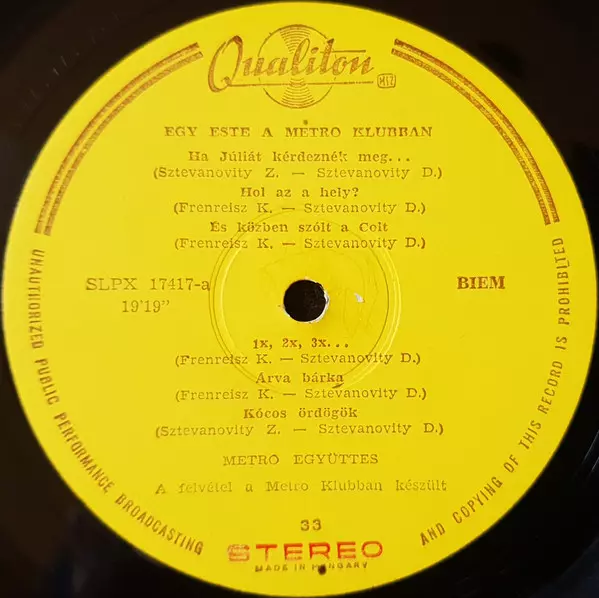 Qualiton
MIZ
EGY ESTE A METRO KLUBBAN
Ha Júliát kérdeznék meg...
(Sztevanovity Z. — Sztevanovity D.)
Hol az a hely?
(Frenreisz K. — Sztevanovity D.)
És közben szólt a Colt
(Frenreisz K. — Sztevanovity D.)
SLPX 17417-a
19'19”
BIEM
1x, 2x, 3x...
(Frenreisz K. — Sztevanovity D.)
Árva bárka
(Frenreisz K. — Sztevanovity D.)
Kócos ördögök
(Sztevanovity Z. — Sztevanovity D.)
METRO EGYÜTTES
A felvétel a Metro Klubban készült
33
STEREO
MADE IN HUNGARY
UNAUTHORIZED PUBLIC PERFORMANCE BROADCASTING
AND COPYING OF THIS RECORD IS PROHIBITED